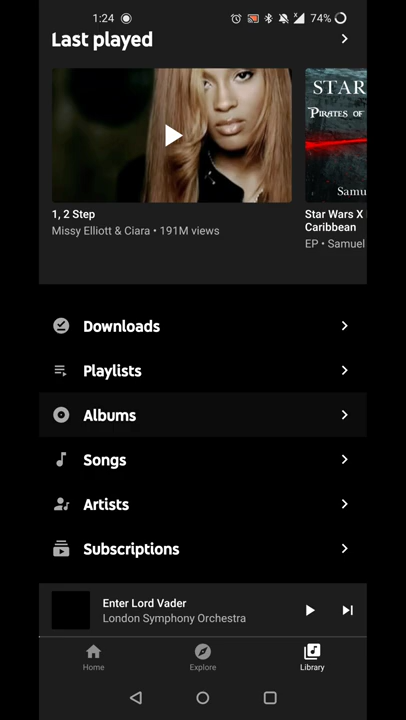 1:24
74%
Last played
STAR
PIRATES OF
Samu
1, 2 Step
Missy Elliott & Ciara • 191M views
Star Wars X
Caribbean
EP • Samuel
Downloads
Playlists
Albums
Songs
Artists
Subscriptions
Enter Lord Vader
London Symphony Orchestra
Home
Explore
Library